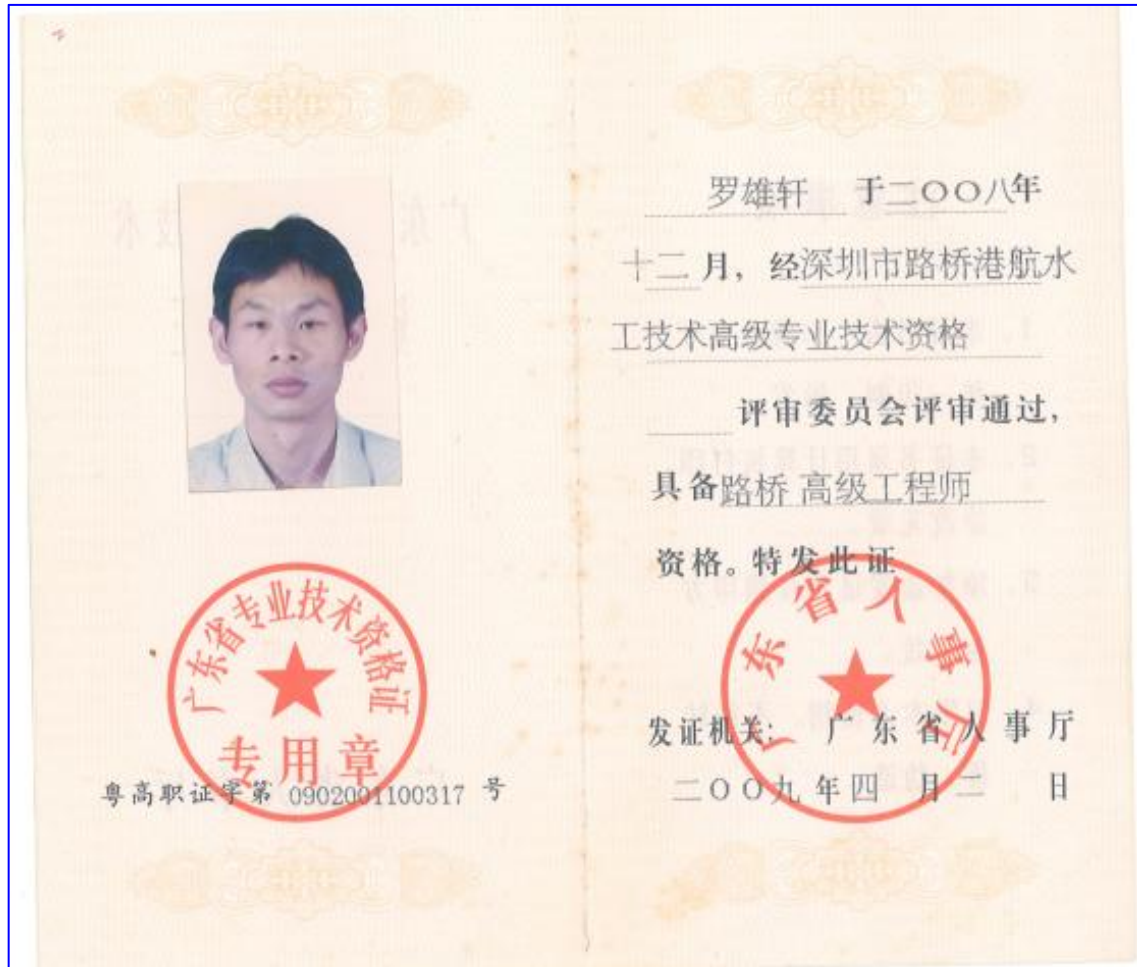 广东省专业技术资格证
专用章
粤高职证字第 0902001100317 号
罗雄轩 于二〇〇八年
十二月，经深圳市路桥港航水
工技术高级专业技术资格
评审委员会评审通过，
具备路桥 高级工程师
资格。特发此证
广东省人事厅
发证机关： 广东省人事厅
二〇〇九年四月二日